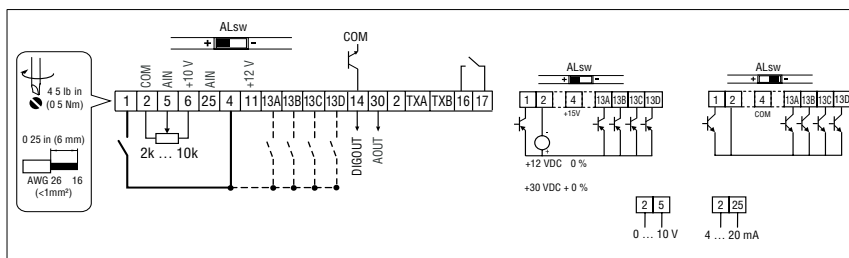 ALsw
+ -
COM
4 5 lb in
(0 5 Nm)
0 25 in (6 mm)
AWG 26 16
(<1mm²)
COM
AIN
+10 V
AIN
+12 V
1 2 5 6 25 4 11 13A 13B 13C 13D 14 30 2 TXA TXB 16 17
2k ... 10k
DIGOUT
AOUT
ALsw
+ -
1 2 4 13A 13B 13C 13D
+15V
- +
+12 VDC 0 %
+30 VDC + 0 %
ALsw
+ -
1 2 4 13A 13B 13C 13D
COM
2 5
0 ... 10 V
2 25
4 ... 20 mA